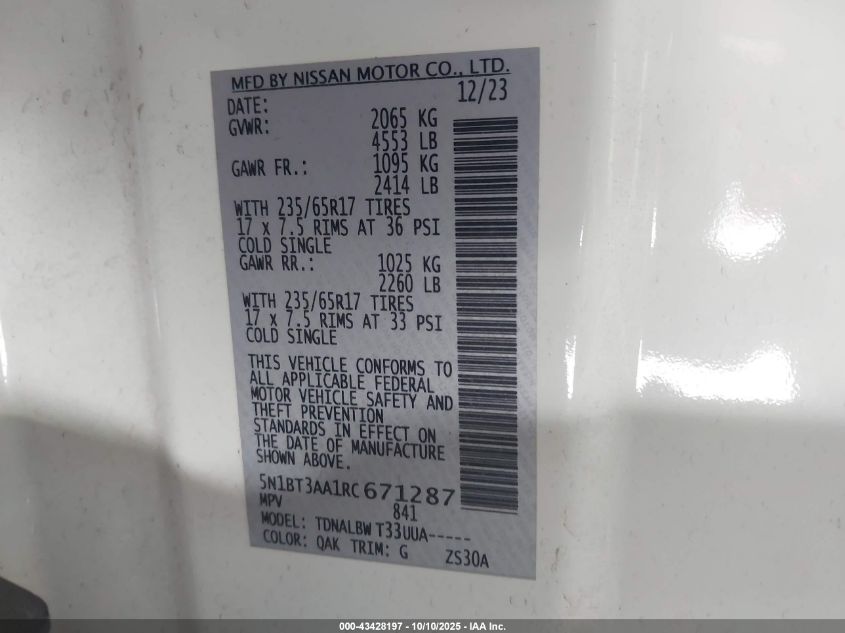 MFD BY NISSAN MOTOR CO., LTD.
DATE: 12/23
GVWR: 2065 KG
4553 LB
GAWR FR.: 1095 KG
2414 LB
WITH 235/65R17 TIRES
17 x 7.5 RIMS AT 36 PSI
COLD SINGLE
GAWR RR.: 1025 KG
2260 LB
WITH 235/65R17 TIRES
17 x 7.5 RIMS AT 33 PSI
COLD SINGLE
THIS VEHICLE CONFORMS TO
ALL APPLICABLE FEDERAL
MOTOR VEHICLE SAFETY AND
THEFT PREVENTION
STANDARDS IN EFFECT ON
THE DATE OF MANUFACTURE
SHOWN ABOVE.
5N1BT3AA1RC671287
MPV 841
MODEL: TDNALBW T33UUA-----
COLOR: QAK TRIM: G ZS30A
000-43428197 - 10/10/2025 - IAA Inc.